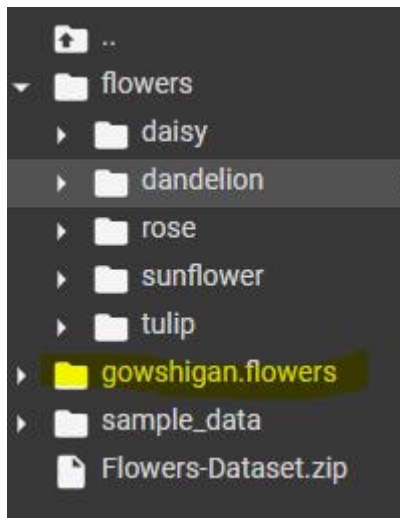 ..
flowers
daisy
dandelion
rose
sunflower
tulip
gowshigan.flowers
sample_data
Flowers-Dataset.zip